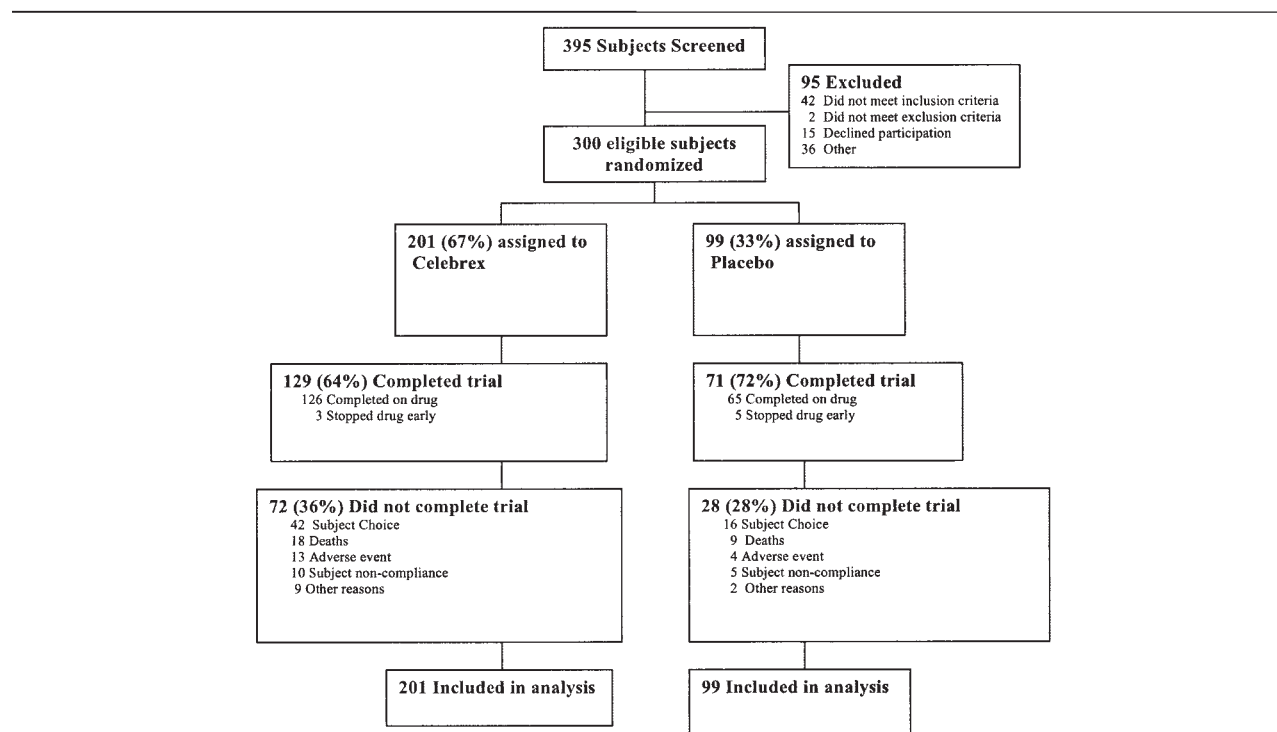 395 Subjects Screened
95 Excluded
42 Did not meet inclusion criteria
2 Did not meet exclusion criteria
15 Declined participation
36 Other
300 eligible subjects
randomized
201 (67%) assigned to
Celebrex
99 (33%) assigned to
Placebo
129 (64%) Completed trial
126 Completed on drug
3 Stopped drug early
71 (72%) Completed trial
65 Completed on drug
5 Stopped drug early
72 (36%) Did not complete trial
42 Subject Choice
18 Deaths
13 Adverse event
10 Subject non-compliance
9 Other reasons
28 (28%) Did not complete trial
16 Subject Choice
9 Deaths
4 Adverse event
5 Subject non-compliance
2 Other reasons
201 Included in analysis
99 Included in analysis